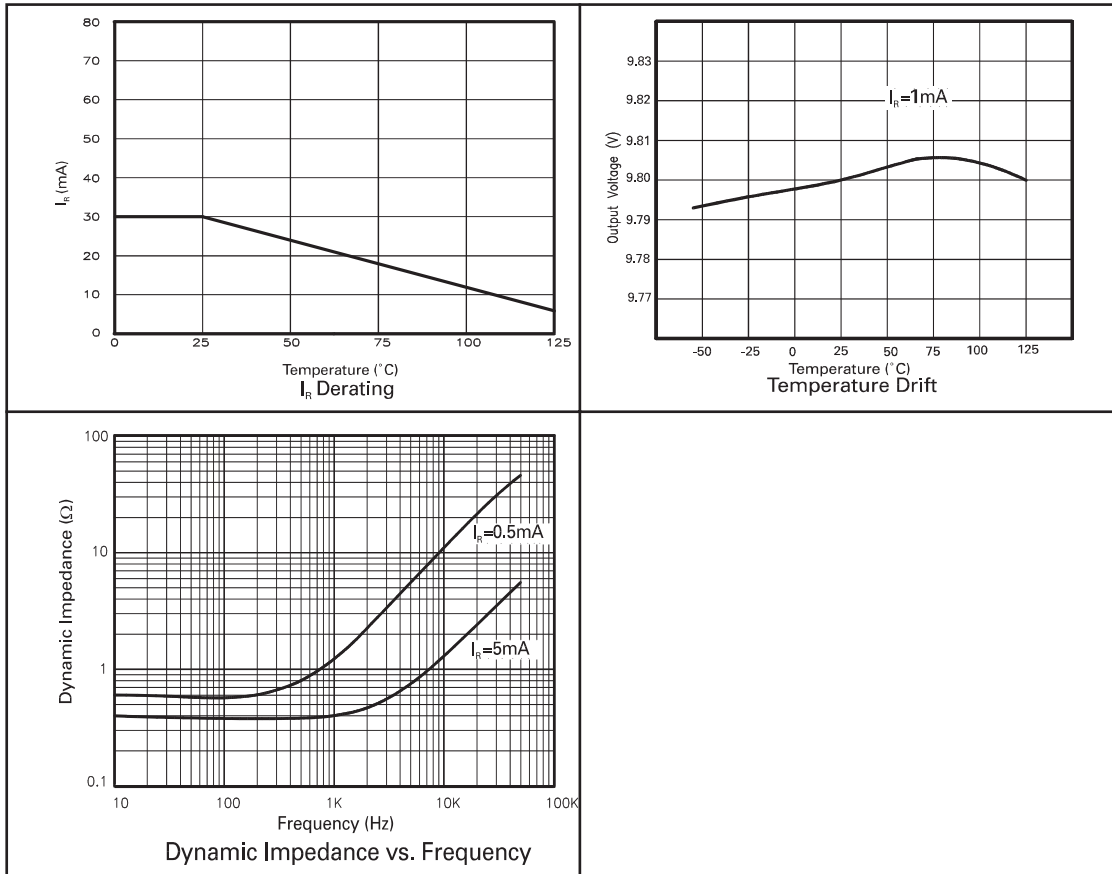 80
70
60
50
40
30
20
10
0
I_R (mA)
0 25 50 75 100 125
Temperature (˚C)
I_R Derating
9.83
9.82
9.81
9.80
9.79
9.78
9.77
Output Voltage (V)
I_R=1mA
-50 -25 0 25 50 75 100 125
Temperature (˚C)
Temperature Drift
100
10
1
0.1
Dynamic Impedance (Ω)
I_R=0.5mA
I_R=5mA
10 100 1K 10K 100K
Frequency (Hz)
Dynamic Impedance vs. Frequency